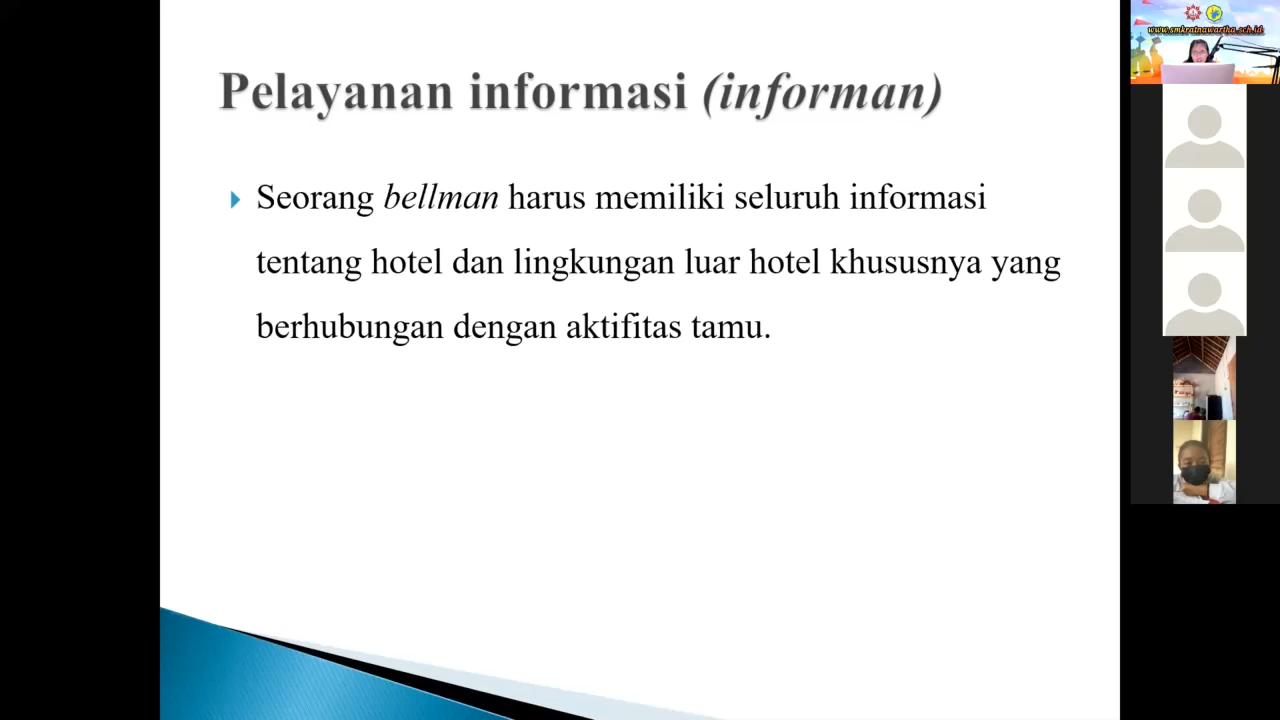 Pelayanan informasi (informan)
Seorang bellman harus memiliki seluruh informasi
tentang hotel dan lingkungan luar hotel khususnya yang
berhubungan dengan aktifitas tamu.
www.smkratnawartha.sch.id